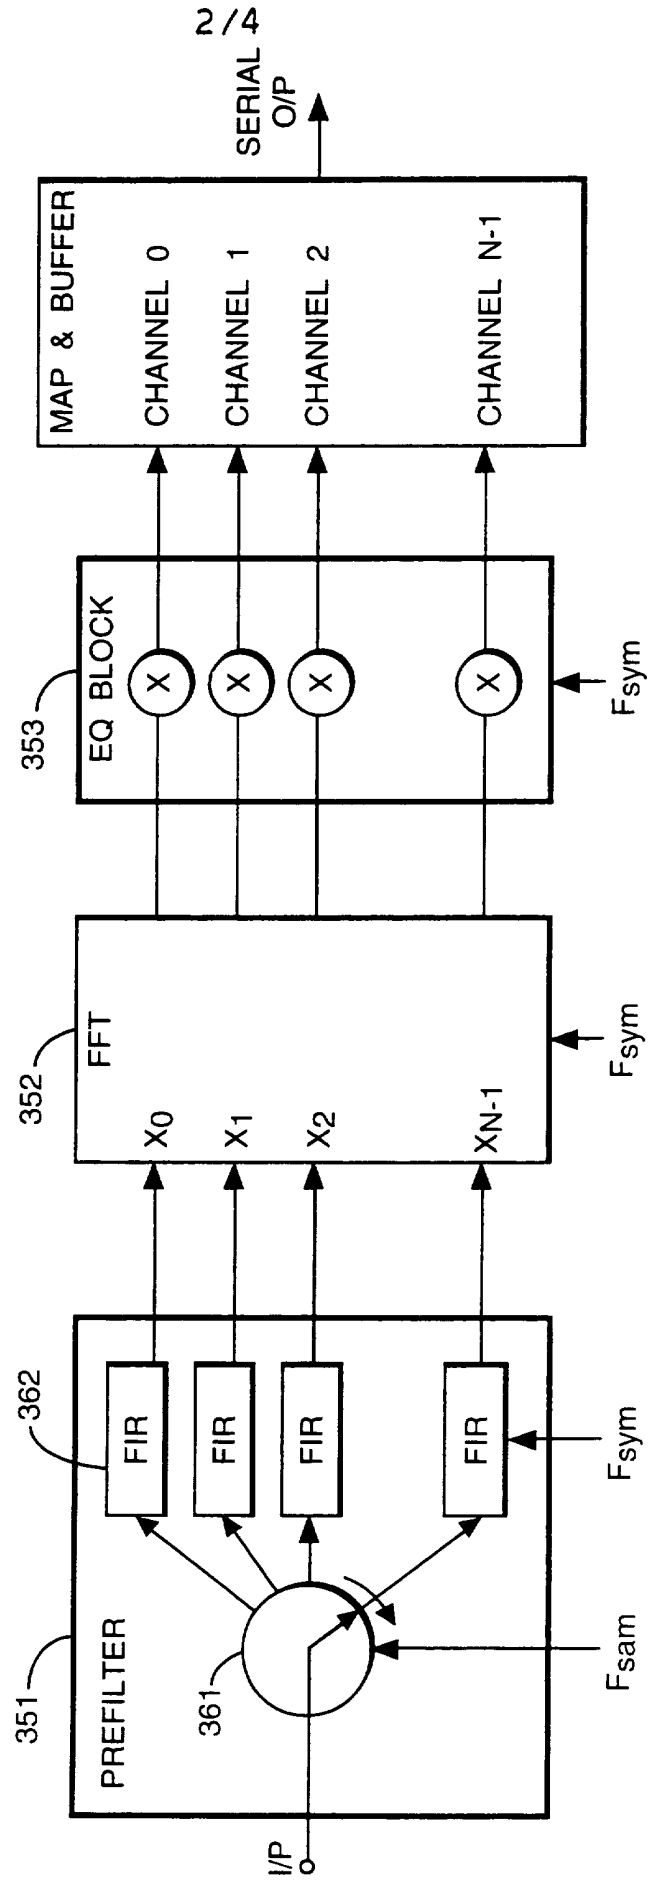 2/4
351
PREFILTER
I/P
361
362
FIR
FIR
FIR
FIR
Fsam
Fsym
352
FFT
X0
X1
X2
XN-1
Fsym
353
EQ BLOCK
X
X
X
X
Fsym
MAP & BUFFER
CHANNEL 0
CHANNEL 1
CHANNEL 2
CHANNEL N-1
SERIAL
O/P